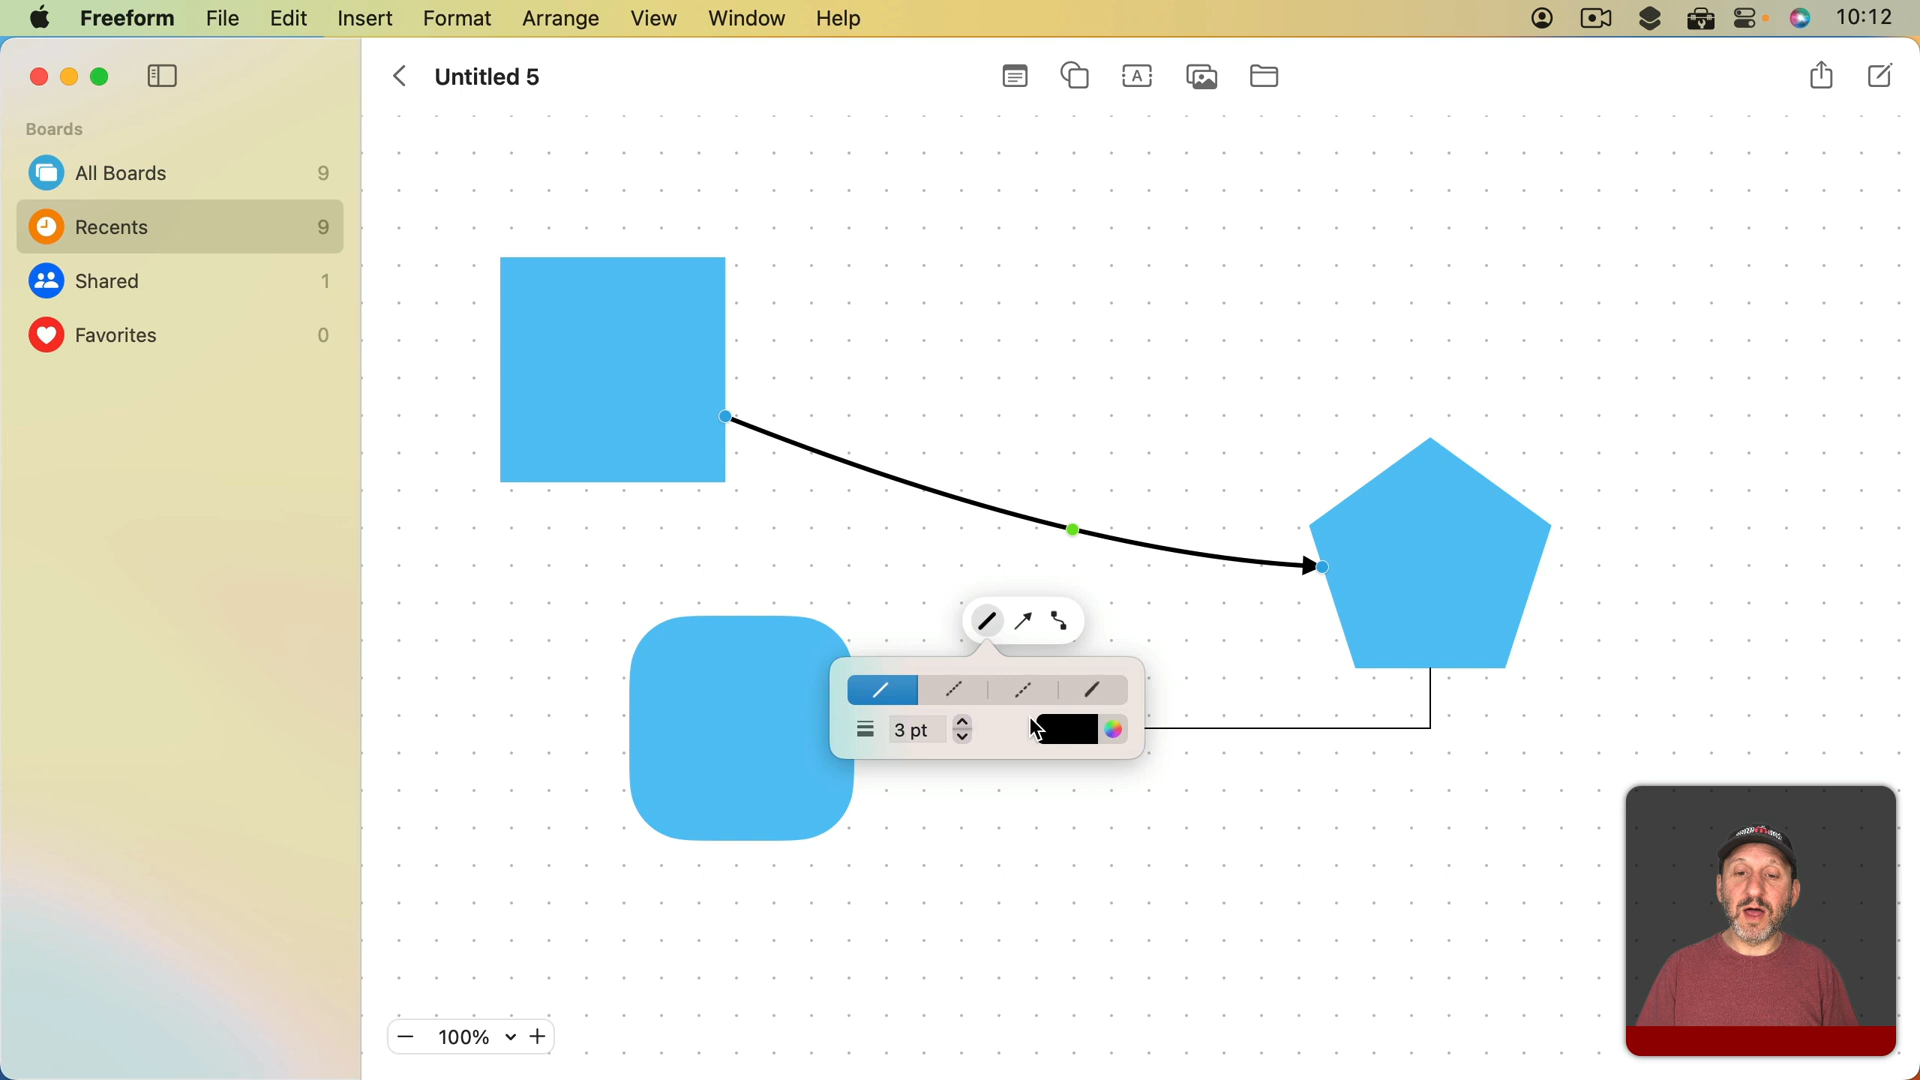 Freeform File Edit Insert Format Arrange View Window Help 10:12
Untitled 5
A
Boards
All Boards 9
Recents 9
Shared 1
Favorites 0
3 pt
100%